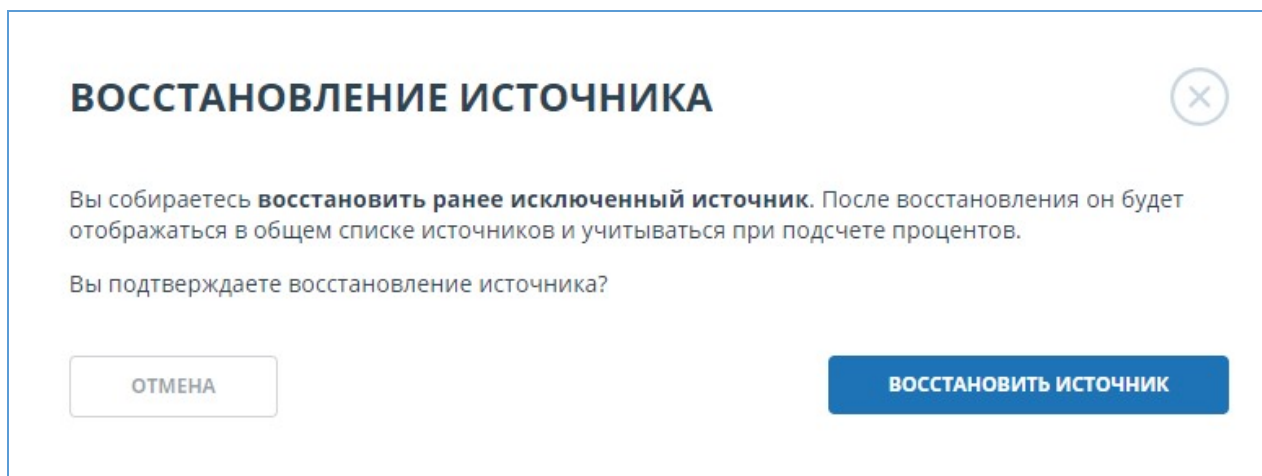 ВОССТАНОВЛЕНИЕ ИСТОЧНИКА
Вы собираетесь восстановить ранее исключенный источник. После восстановления он будет
отображаться в общем списке источников и учитываться при подсчете процентов.
Вы подтверждаете восстановление источника?
ОТМЕНА
ВОССТАНОВИТЬ ИСТОЧНИК